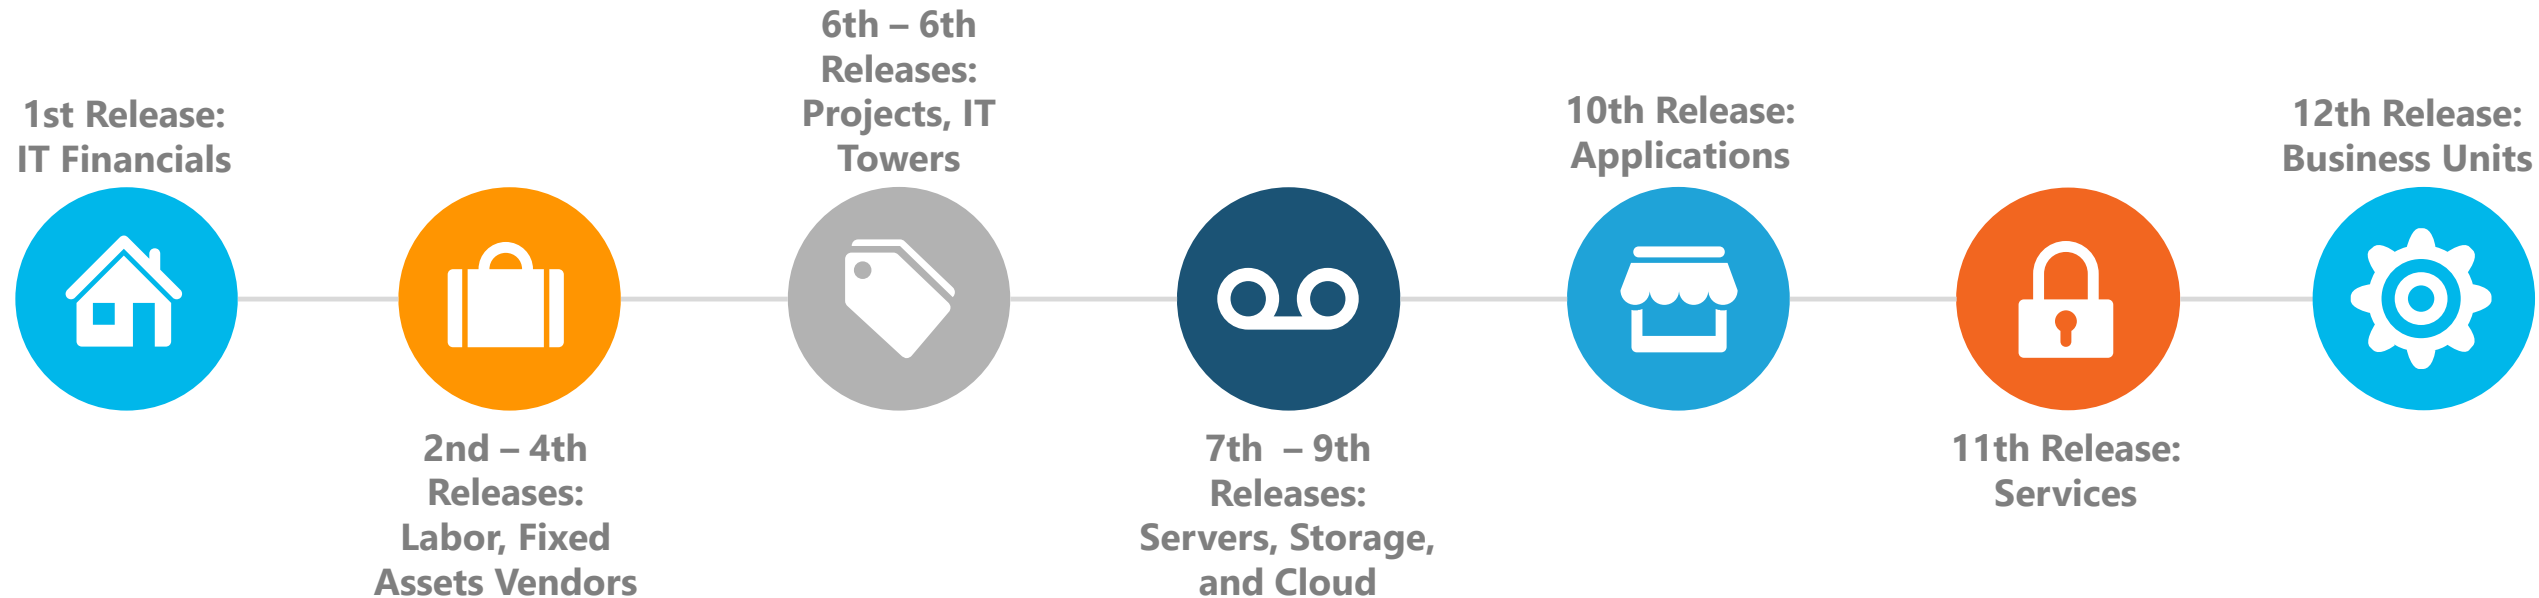 1st Release:
IT Financials
2nd – 4th
Releases:
Labor, Fixed
Assets Vendors
6th – 6th
Releases:
Projects, IT
Towers
7th  – 9th
Releases:
Servers, Storage,
and Cloud
10th Release:
Applications
11th Release:
Services
12th Release:
Business Units